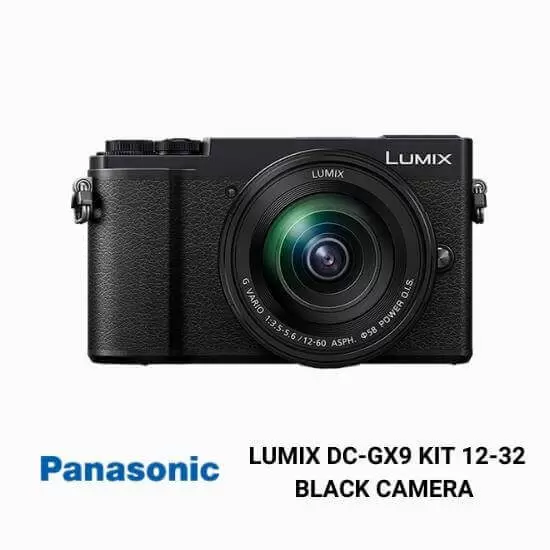 LUMIX
LUMIX
G VARIO 1:3.5-5.6 / 12-60 ASPH. Φ58 POWER O.I.S.
Panasonic
LUMIX DC-GX9 KIT 12-32
BLACK CAMERA